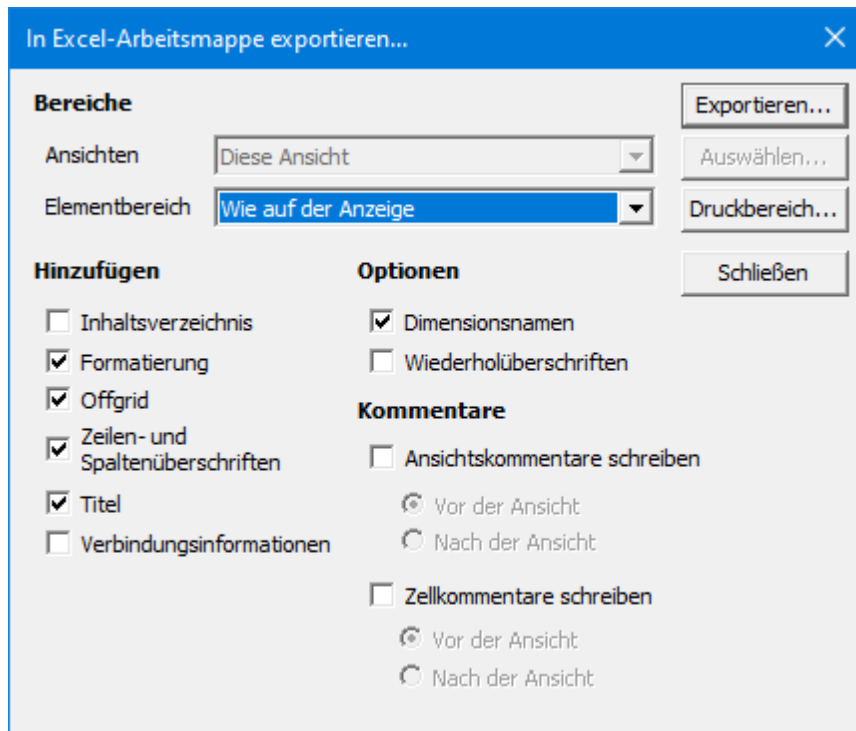 In Excel-Arbeitsmappe exportieren...
Bereiche
Exportieren...
Ansichten
Diese Ansicht
Auswählen...
Elementbereich
Wie auf der Anzeige
Druckbereich...
Hinzufügen
Optionen
Schließen
Inhaltsverzeichnis
Formatierung
Offgrid
Zeilen- und
Spaltenüberschriften
Titel
Verbindungsinformationen
Dimensionsnamen
Wiederholüberschriften
Kommentare
Ansichtskommentare schreiben
Vor der Ansicht
Nach der Ansicht
Zellkommentare schreiben
Vor der Ansicht
Nach der Ansicht